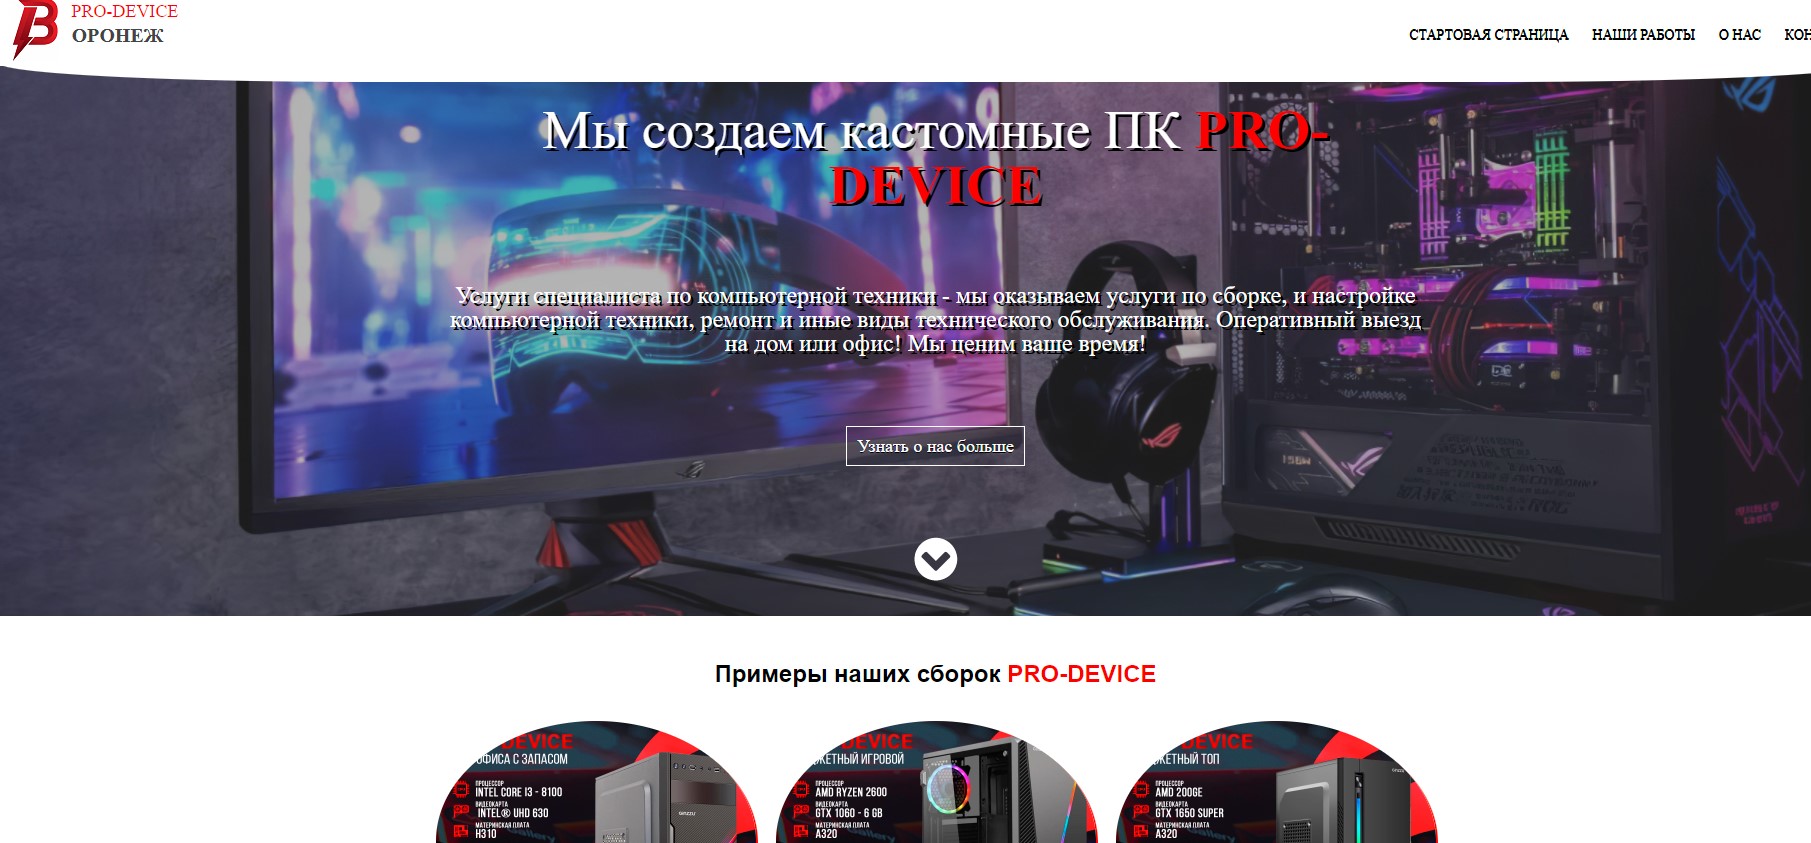 PRO-DEVICE
ОРОНЕЖ
СТАРТОВАЯ СТРАНИЦА НАШИ РАБОТЫ О НАС КОН
Мы создаем кастомные ПК PRO-
DEVICE
Услуги специалиста по компьютерной техники - мы оказываем услуги по сборке, и настройке
компьютерной техники, ремонт и иные виды технического обслуживания. Оперативный выезд
на дом или офис! Мы ценим ваше время!
Узнать о нас больше
Примеры наших сборок PRO-DEVICE
DEVICE
ОФИСА С ЗАПАСОМ
ПРОЦЕССОР
INTEL CORE I3 - 8100
ВИДЕОКАРТА
INTEL® UHD 630
МАТЕРИНСКАЯ ПЛАТА
H310
DEVICE
ЖЕТНЫЙ ИГРОВОЙ
ПРОЦЕССОР
AMD RYZEN 2600
ВИДЕОКАРТА
GTX 1060 - 6 GB
МАТЕРИНСКАЯ ПЛАТА
A320
DEVICE
ЖЕТНЫЙ ТОП
ПРОЦЕССОР
AMD 200GE
ВИДЕОКАРТА
GTX 1650 SUPER
МАТЕРИНСКАЯ ПЛАТА
A320